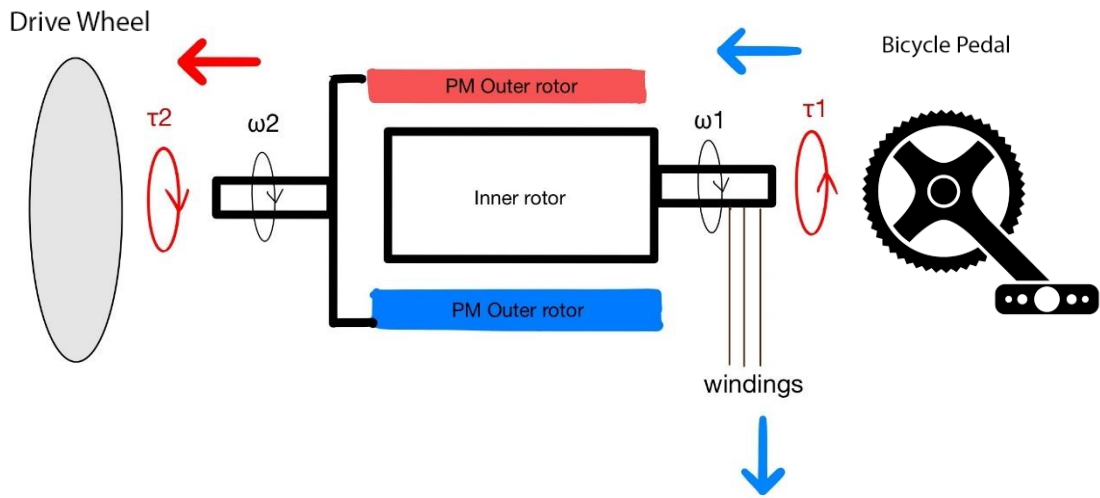 Drive Wheel
Bicycle Pedal
PM Outer rotor
τ2
ω2
ω1
τ1
Inner rotor
PM Outer rotor
windings